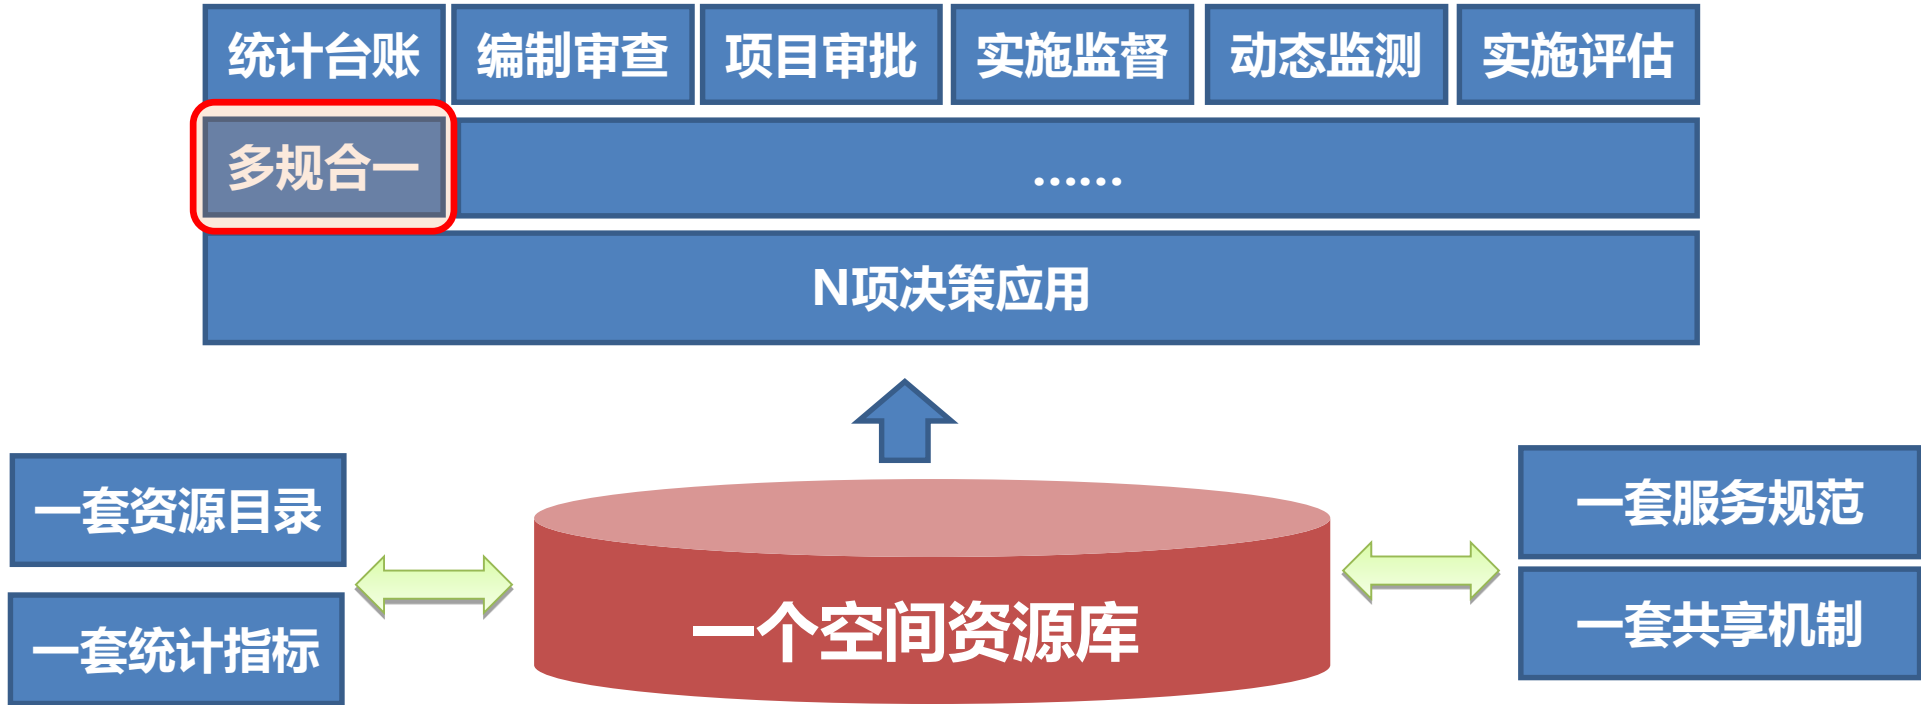 统计台账 编制审查 项目审批 实施监督 动态监测 实施评估
多规合一 ......
N项决策应用
一套资源目录
一套统计指标
一个空间资源库
一套服务规范
一套共享机制